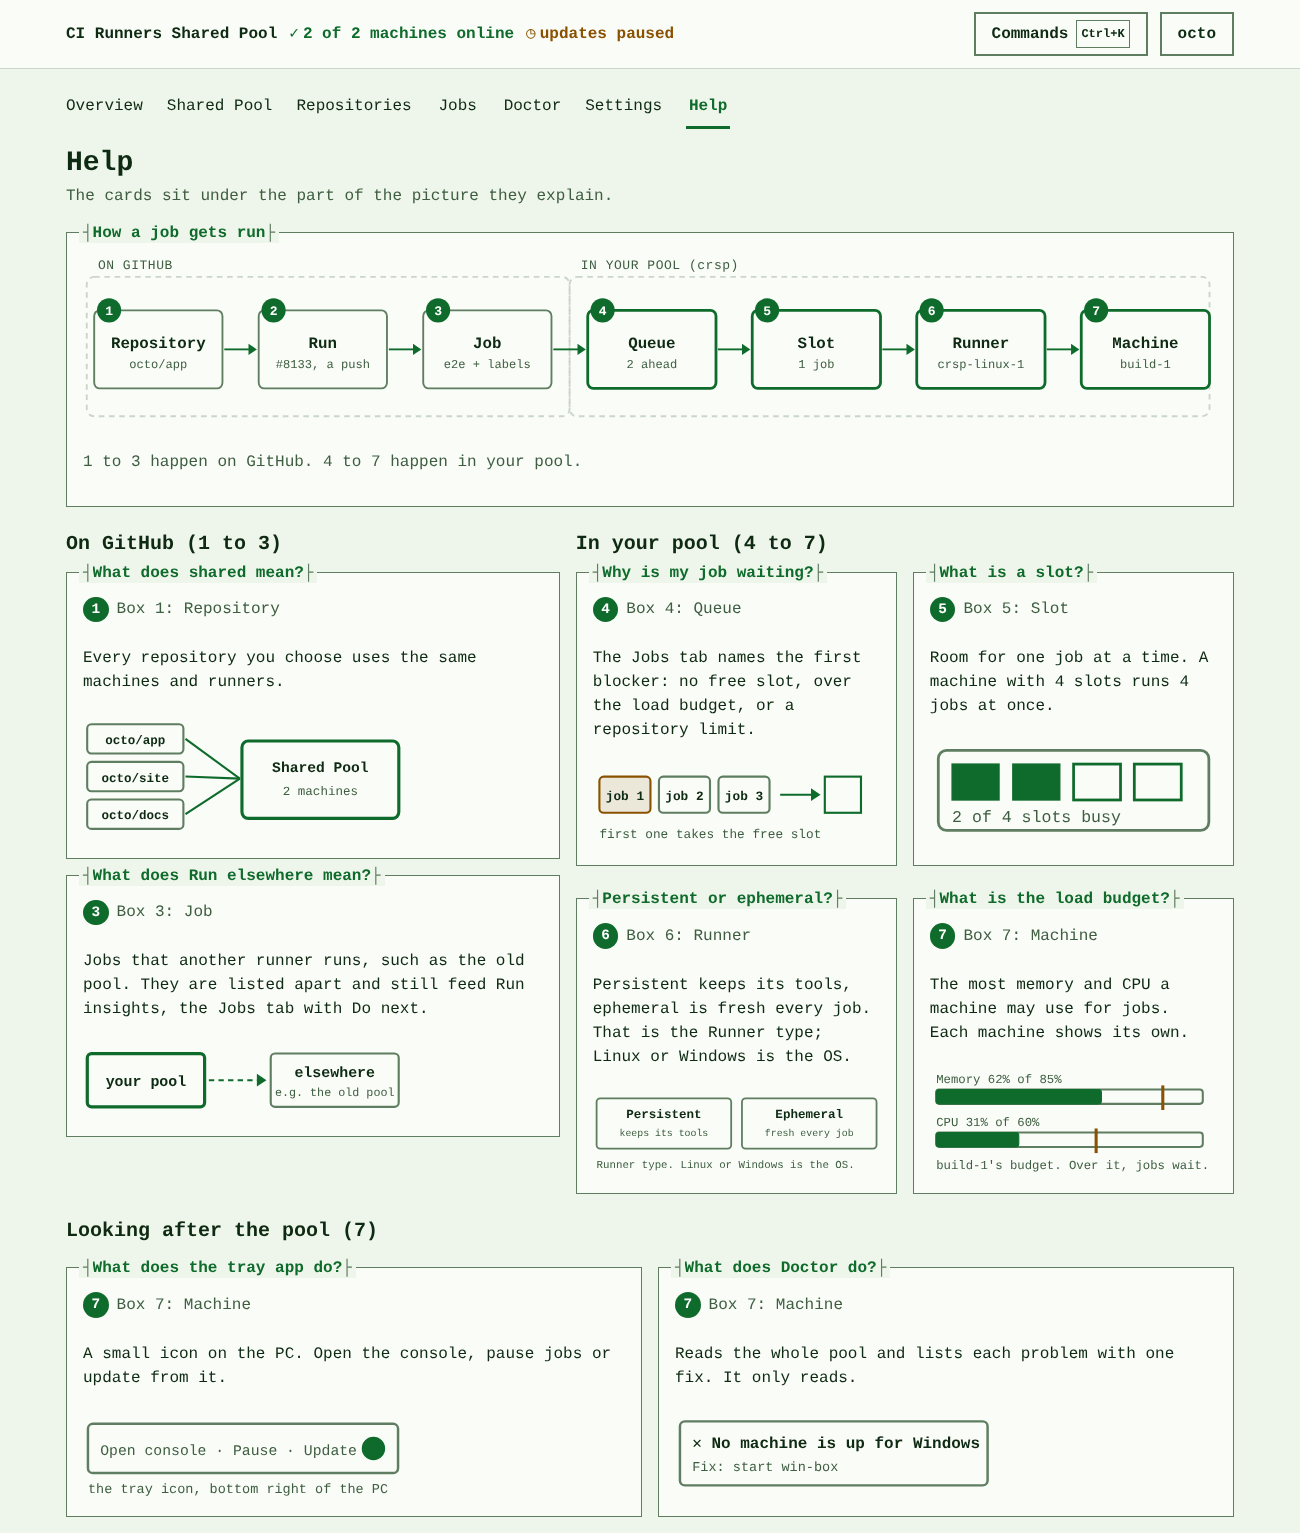 CI Runners Shared Pool ✓ 2 of 2 machines online ◷ updates paused
Commands Ctrl+K
octo
Overview Shared Pool Repositories Jobs Doctor Settings Help
Help
The cards sit under the part of the picture they explain.
How a job gets run
ON GITHUB
IN YOUR POOL (crsp)
1 2 3 4 5 6 7
Repository Run Job Queue Slot Runner Machine
octo/app #8133, a push e2e + labels 2 ahead 1 job crsp-linux-1 build-1
1 to 3 happen on GitHub. 4 to 7 happen in your pool.
On GitHub (1 to 3)
What does shared mean?
1 Box 1: Repository
Every repository you choose uses the same
machines and runners.
octo/app
octo/site
octo/docs
Shared Pool
2 machines
What does Run elsewhere mean?
3 Box 3: Job
Jobs that another runner runs, such as the old
pool. They are listed apart and still feed Run
insights, the Jobs tab with Do next.
your pool
elsewhere
e.g. the old pool
In your pool (4 to 7)
Why is my job waiting?
4 Box 4: Queue
The Jobs tab names the first
blocker: no free slot, over
the load budget, or a
repository limit.
job 1 job 2 job 3
first one takes the free slot
What is a slot?
5 Box 5: Slot
Room for one job at a time. A
machine with 4 slots runs 4
jobs at once.
2 of 4 slots busy
Persistent or ephemeral?
6 Box 6: Runner
Persistent keeps its tools,
ephemeral is fresh every job.
That is the Runner type;
Linux or Windows is the OS.
Persistent
keeps its tools
Ephemeral
fresh every job
Runner type. Linux or Windows is the OS.
What is the load budget?
7 Box 7: Machine
The most memory and CPU a
machine may use for jobs.
Each machine shows its own.
Memory 62% of 85%
CPU 31% of 60%
build-1's budget. Over it, jobs wait.
Looking after the pool (7)
What does the tray app do?
7 Box 7: Machine
A small icon on the PC. Open the console, pause jobs or
update from it.
Open console · Pause · Update
the tray icon, bottom right of the PC
What does Doctor do?
7 Box 7: Machine
Reads the whole pool and lists each problem with one
fix. It only reads.
✕ No machine is up for Windows
Fix: start win-box